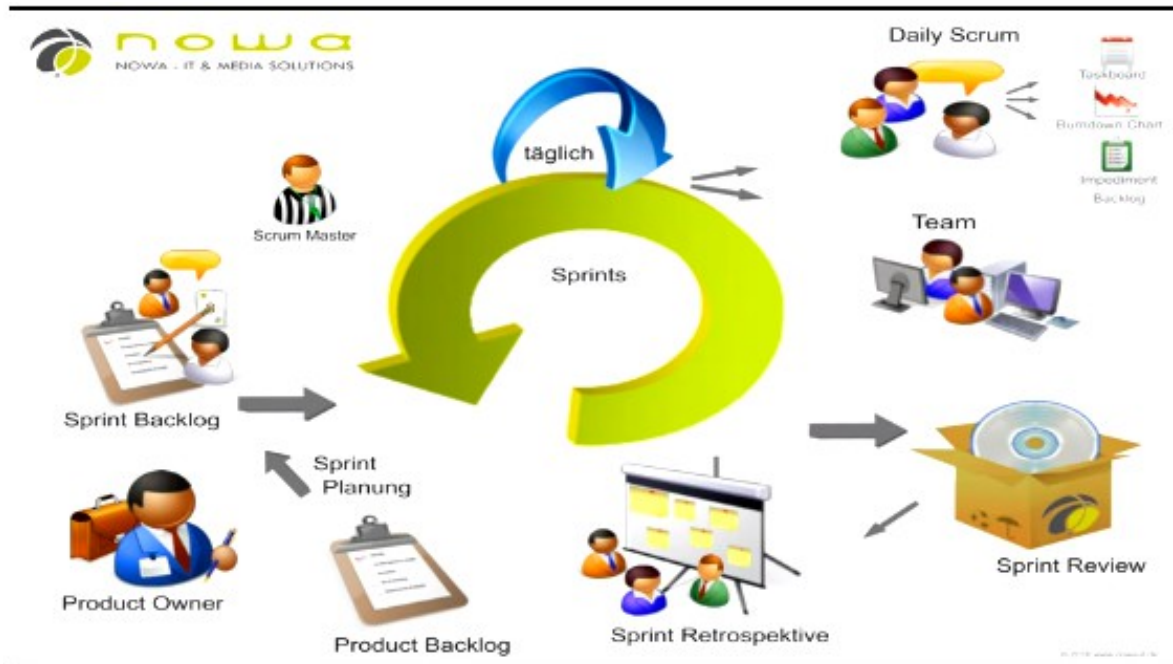 nowa
NOWA - IT & MEDIA SOLUTIONS
Daily Scrum
Taskboard
Burndown Chart
Impediment
Backlog
täglich
Scrum Master
Sprints
Team
Sprint Backlog
Sprint
Planung
Product Owner
Product Backlog
Sprint Retrospektive
Sprint Review